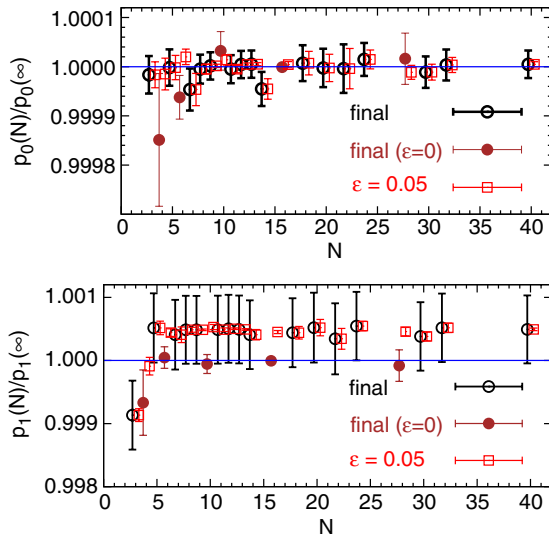 1.0001
1.0000
0.9999
0.9998
p₀(N)/p₀(∞)
final
final (ε=0)
ε = 0.05
0 5 10 15 20 25 30 35 40
N
1.001
1.000
0.999
0.998
p₁(N)/p₁(∞)
final
final (ε=0)
ε = 0.05
0 5 10 15 20 25 30 35 40
N